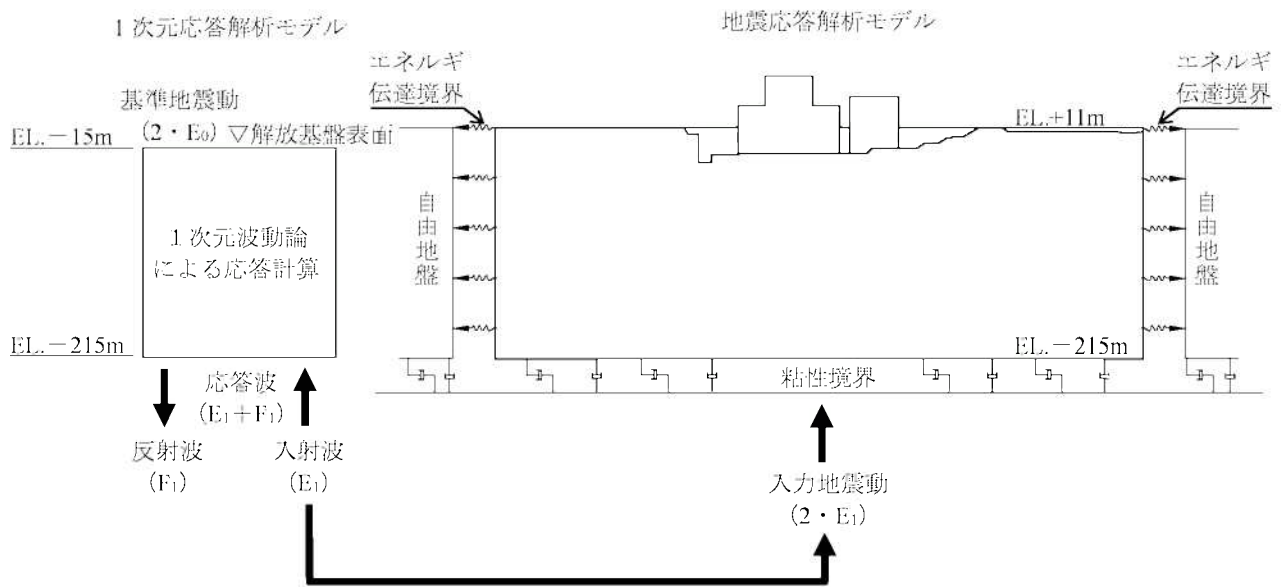 1次元応答解析モデル
地震応答解析モデル
エネルギ
伝達境界
エネルギ
伝達境界
基準地震動
(2・E₀) ▽解放基盤表面
EL.－15m
EL.+11m
1次元波動論
による応答計算
自由地盤
自由地盤
EL.－215m
EL.－215m
粘性境界
応答波
(E₁＋F₁)
反射波
(F₁)
入射波
(E₁)
入力地震動
(2・E₁)